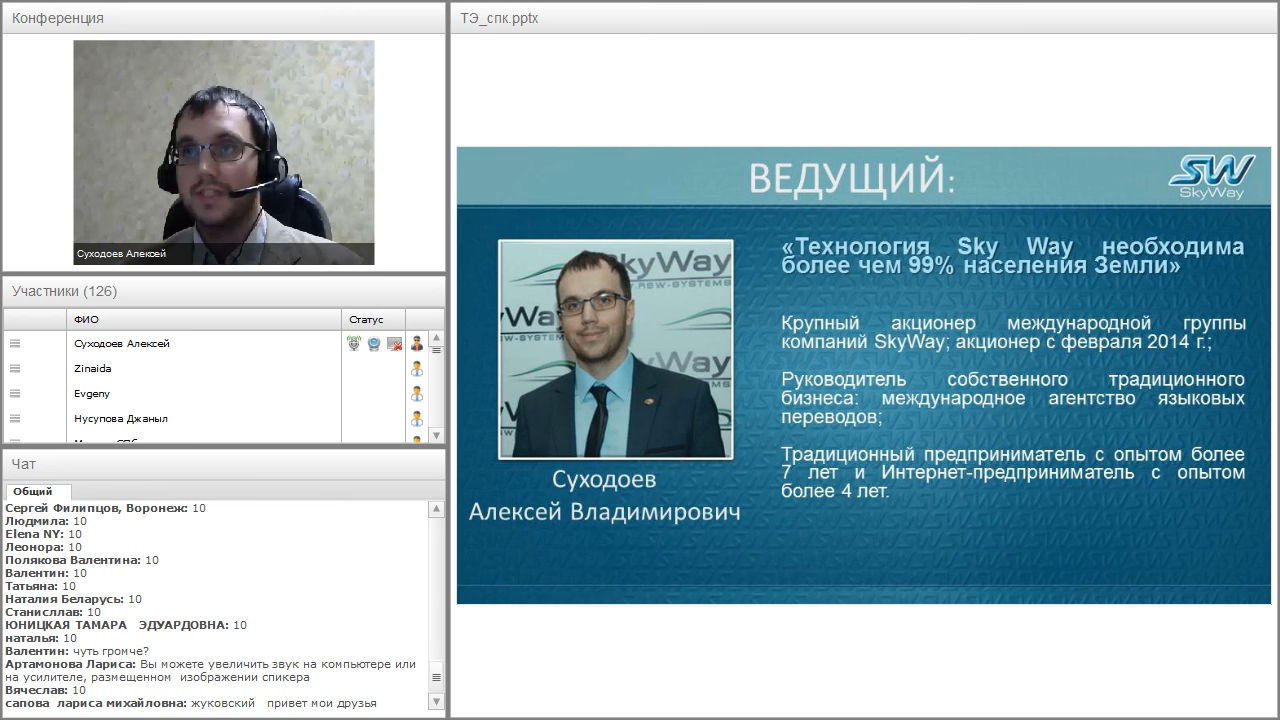 Конференция
Суходоев Алексей
Участники (126)
ФИО
Статус
Суходоев Алексей
Zinaida
Evgeny
Нусупова Джаныл
Чат
Общий
Сергей Филипцов, Воронеж: 10
Людмила: 10
Elena NY: 10
Леонора: 10
Полякова Валентина: 10
Валентин: 10
Татьяна: 10
Наталия Беларусь: 10
Станисллав: 10
ЮНИЦКАЯ ТАМАРА ЭДУАРДОВНА: 10
наталья: 10
Валентин: чуть громче?
Артамонова Лариса: Вы можете увеличить звук на компьютере или
на усилителе, размещенном изображении спикера
Вячеслав: 10
сапова лариса михайловна: жуковский привет мои друзья
ТЭ_спк.pptx
ВЕДУЩИЙ:
SW
SkyWay
SkyWay
.RSW-SYSTEMS
Суходоев
Алексей Владимирович
«Технология Sky Way необходима
более чем 99% населения Земли»
Крупный акционер международной группы
компаний SkyWay; акционер с февраля 2014 г.;
Руководитель собственного традиционного
бизнеса: международное агентство языковых
переводов;
Традиционный предприниматель с опытом более
7 лет и Интернет-предприниматель с опытом
более 4 лет.